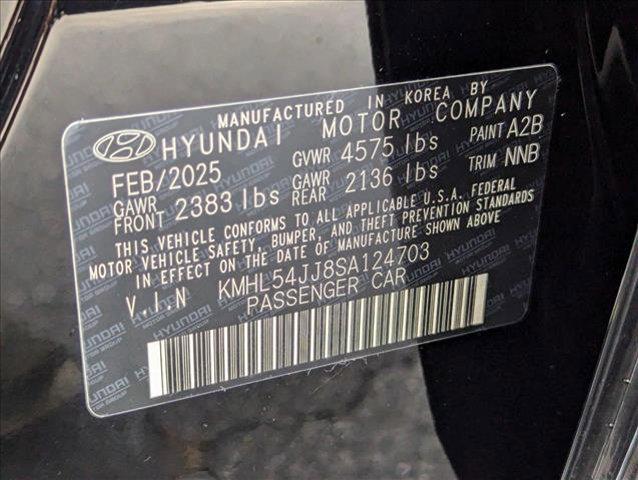 MANUFACTURED IN KOREA BY
HYUNDAI MOTOR COMPANY
FEB/2025 GVWR 4575 lbs PAINT A2B
GAWR FRONT 2383 lbs GAWR REAR 2136 lbs TRIM NNB
THIS VEHICLE CONFORMS TO ALL APPLICABLE U.S.A. FEDERAL
MOTOR VEHICLE SAFETY, BUMPER, AND THEFT PREVENTION STANDARDS
IN EFFECT ON THE DATE OF MANUFACTURE SHOWN ABOVE
V.I.N KMHL54JJ8SA124703
PASSENGER CAR